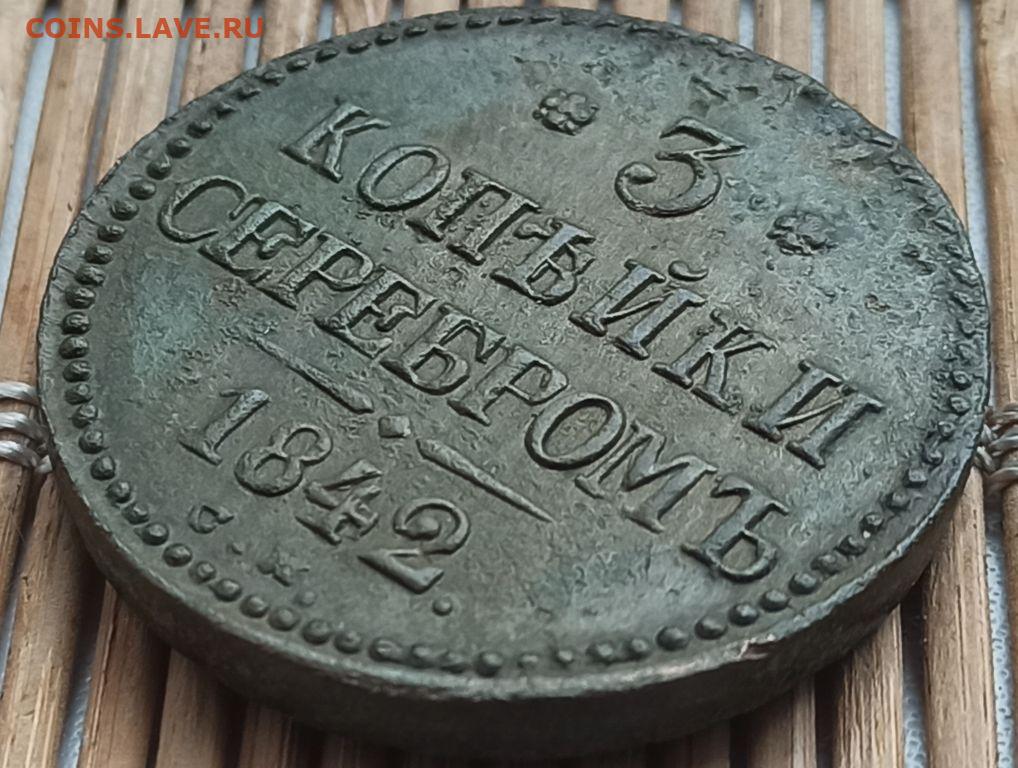 COINS.LAVE.RU
3
КОПѢЙКИ
СЕРЕБРОМЪ
1842.
С. М.